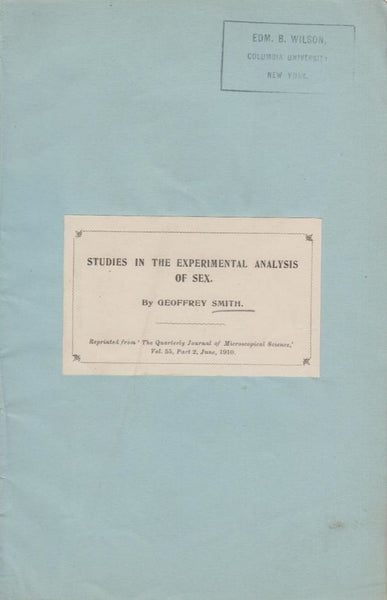 EDM. B. WILSON,
COLUMBIA UNIVERSITY
NEW YORK.
STUDIES IN THE EXPERIMENTAL ANALYSIS
OF SEX.
By GEOFFREY SMITH.
Reprinted from 'The Quarterly Journal of Microscopical Science,'
Vol. 55, Part 2, June, 1910.